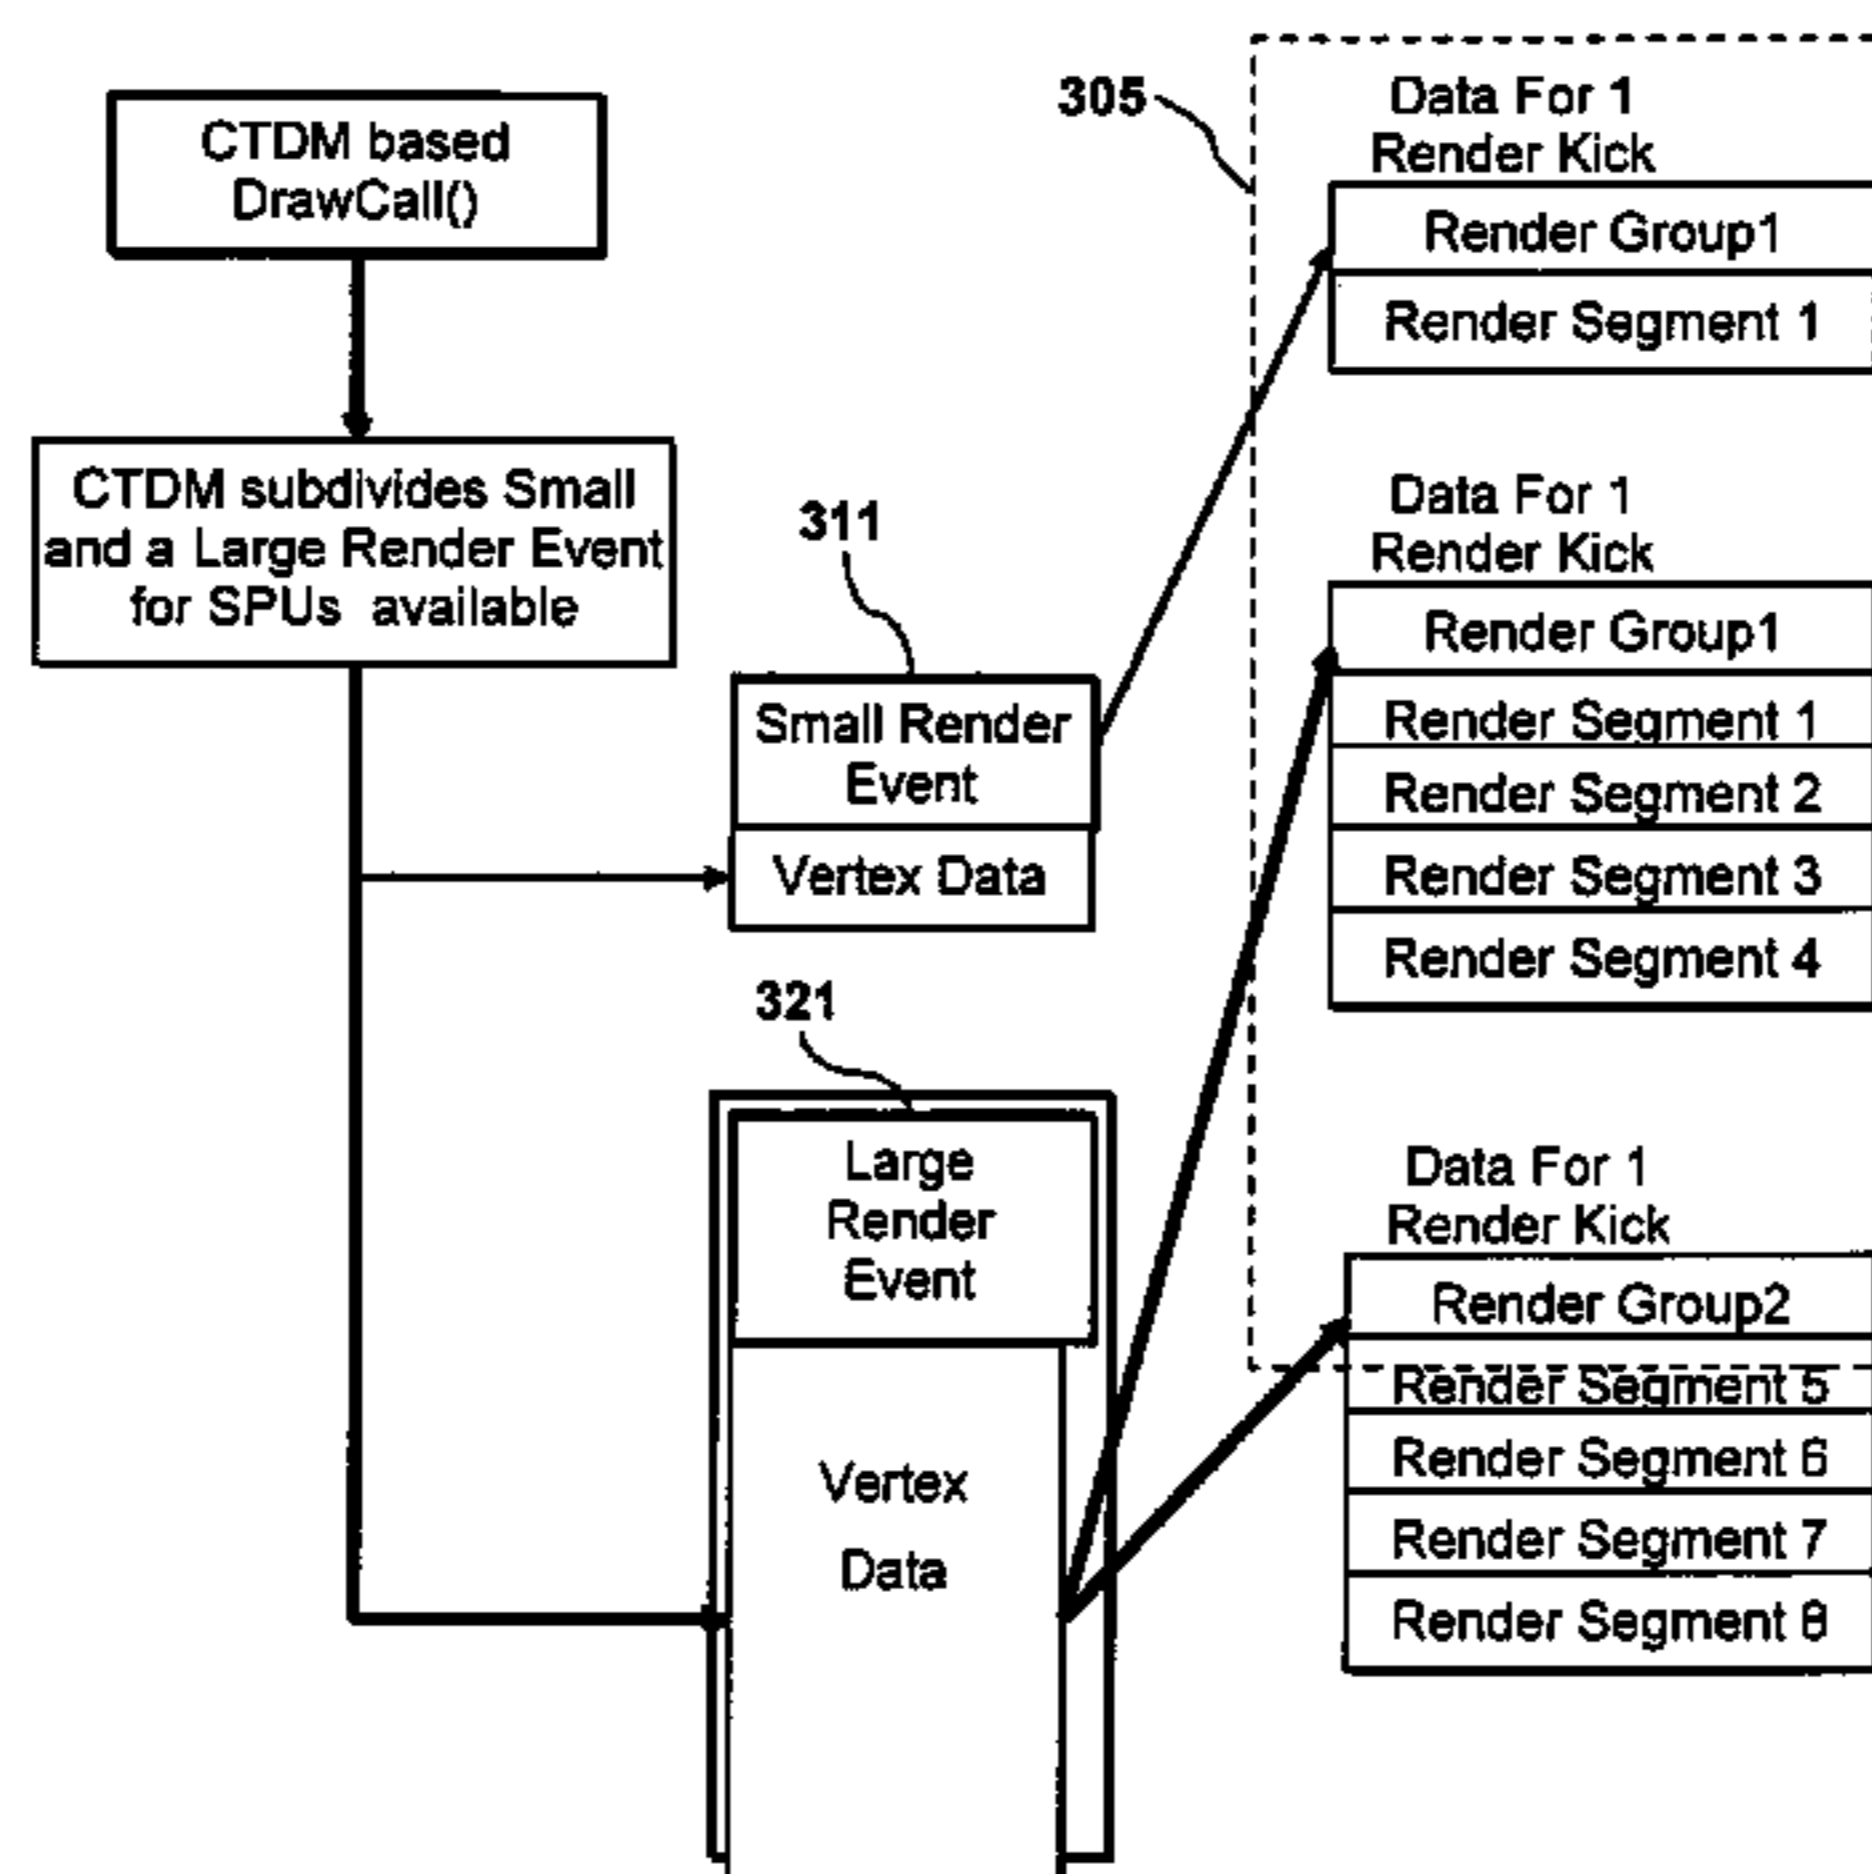 CTDM based
DrawCall()
CTDM subdivides Small
and a Large Render Event
for SPUs available
311
Small Render
Event
Vertex Data
321
Large
Render
Event
Vertex
Data
305
Data For 1
Render Kick
Render Group1
Render Segment 1
Data For 1
Render Kick
Render Group1
Render Segment 1
Render Segment 2
Render Segment 3
Render Segment 4
Data For 1
Render Kick
Render Group2
Render Segment 5
Render Segment 6
Render Segment 7
Render Segment 8